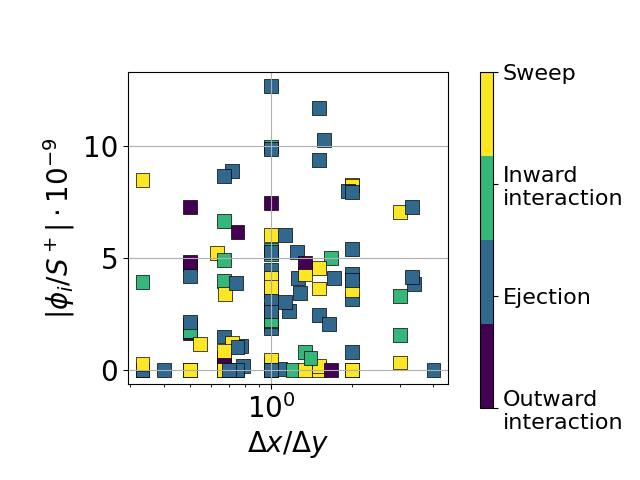 Sweep
Inward
interaction
Ejection
Outward
interaction
10
5
0
|ϕᵢ/S⁺| · 10⁻⁹
10⁰
Δx/Δy